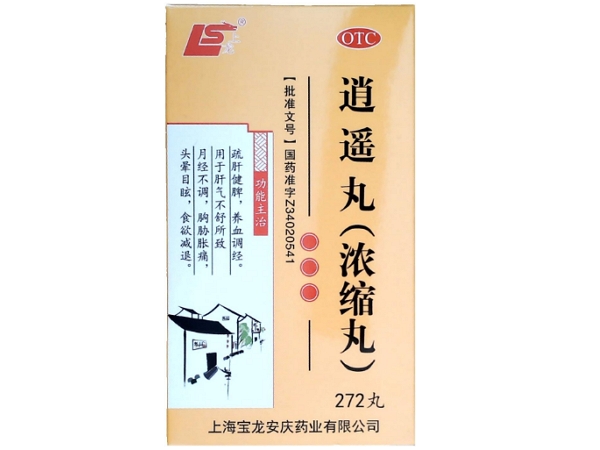 LS
OTC
逍遥丸(浓缩丸)
【批准文号】国药准字Z34020541
功能主治
疏肝健脾，养血调经。
用于肝气不舒所致
月经不调，胸胁胀痛，
头晕目眩，食欲减退。
272丸
上海宝龙安庆药业有限公司